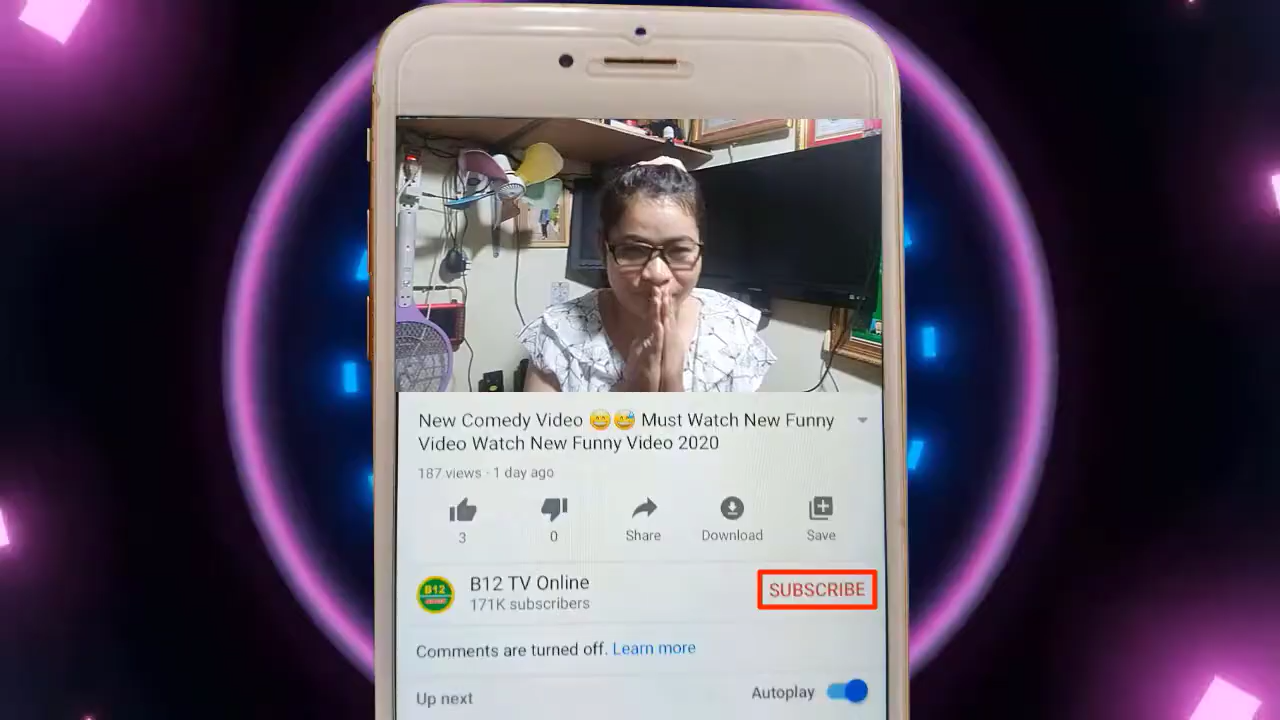 New Comedy Video 😁😅 Must Watch New Funny
Video Watch New Funny Video 2020
187 views · 1 day ago
3
0
Share
Download
Save
B12
B12 TV Online
171K subscribers
SUBSCRIBE
Comments are turned off. Learn more
Up next
Autoplay